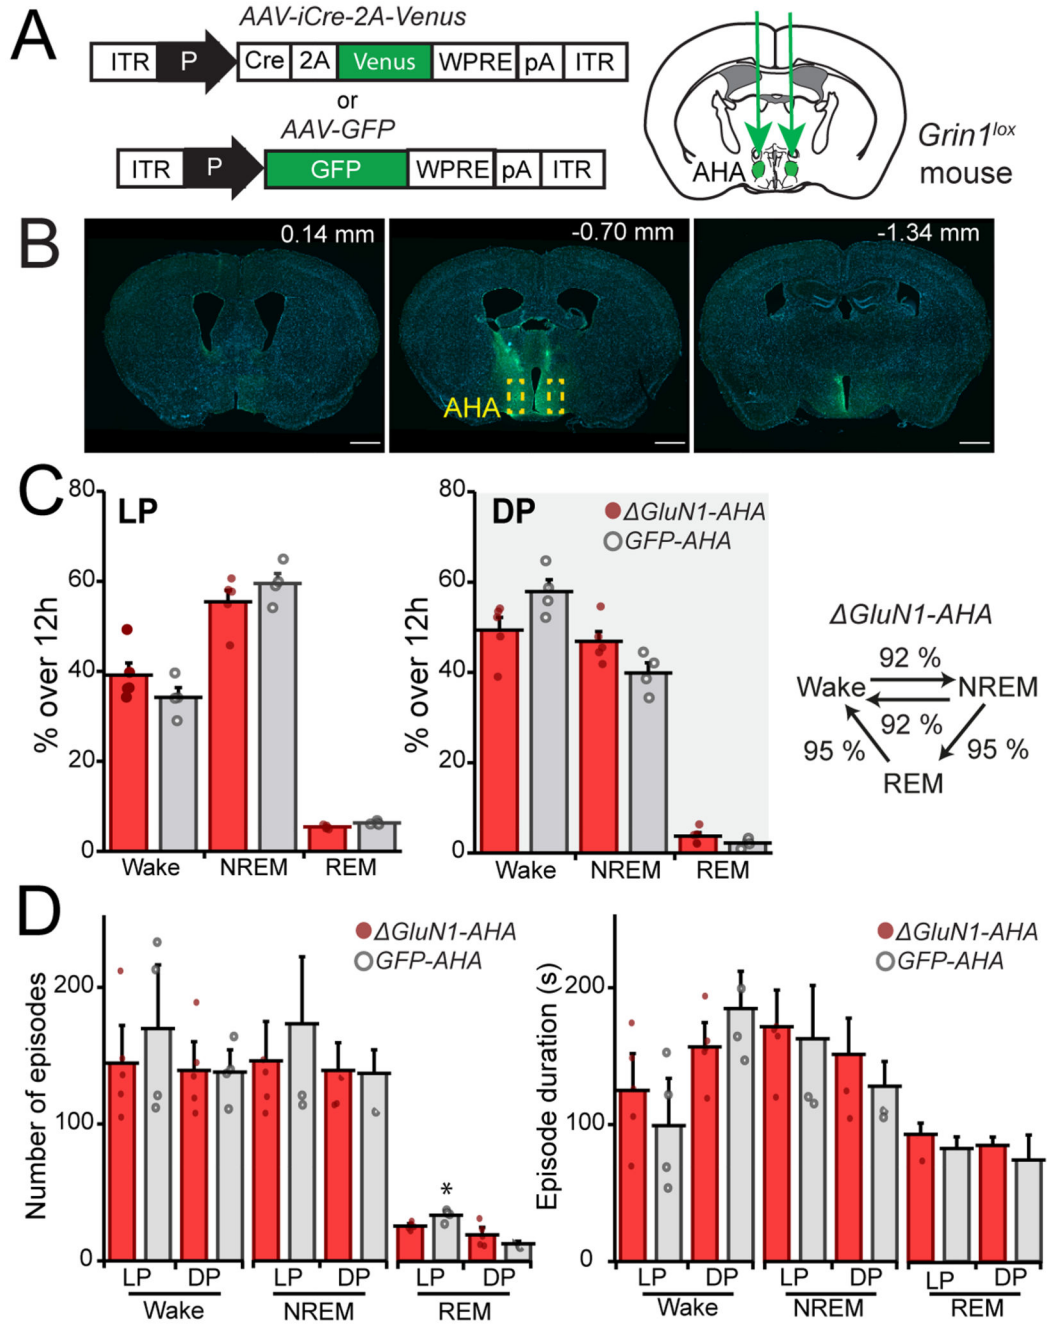 A
AAV-iCre-2A-Venus
ITR P Cre 2A Venus WPRE pA ITR
or
AAV-GFP
ITR P GFP WPRE pA ITR
AHA
Grin1lox
mouse
B
0.14 mm
-0.70 mm
-1.34 mm
AHA
C
LP
% over 12h
80
60
40
20
0
Wake NREM REM
DP
ΔGluN1-AHA
GFP-AHA
% over 12h
80
60
40
20
0
Wake NREM REM
ΔGluN1-AHA
92 %
Wake NREM
92 %
95 % 95 %
REM
D
ΔGluN1-AHA
GFP-AHA
Number of episodes
200
100
0
*
LP DP LP DP LP DP
Wake NREM REM
ΔGluN1-AHA
GFP-AHA
Episode duration (s)
200
100
0
LP DP LP DP LP DP
Wake NREM REM